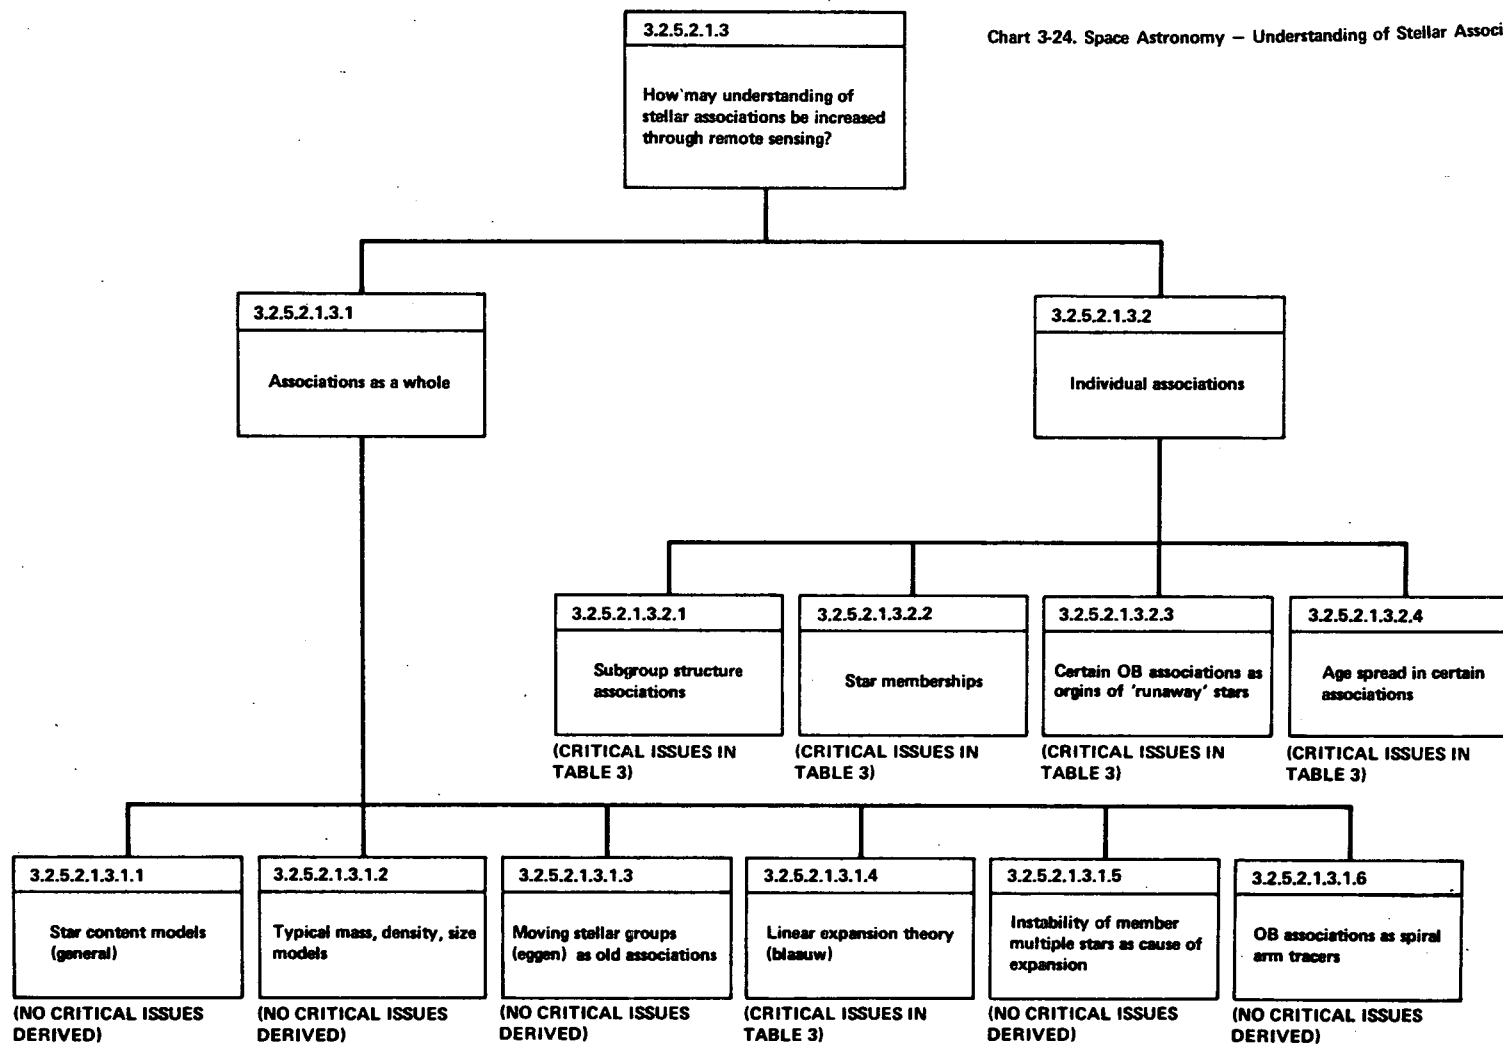 3.2.5.2.1.3
Chart 3-24. Space Astronomy — Understanding of Stellar Associ
How may understanding of
stellar associations be increased
through remote sensing?
3.2.5.2.1.3.1
Associations as a whole
3.2.5.2.1.3.2
Individual associations
3.2.5.2.1.3.2.1
Subgroup structure
associations
(CRITICAL ISSUES IN
TABLE 3)
3.2.5.2.1.3.2.2
Star memberships
(CRITICAL ISSUES IN
TABLE 3)
3.2.5.2.1.3.2.3
Certain OB associations as
orgins of 'runaway' stars
(CRITICAL ISSUES IN
TABLE 3)
3.2.5.2.1.3.2.4
Age spread in certain
associations
(CRITICAL ISSUES IN
TABLE 3)
3.2.5.2.1.3.1.1
Star content models
(general)
(NO CRITICAL ISSUES
DERIVED)
3.2.5.2.1.3.1.2
Typical mass, density, size
models
(NO CRITICAL ISSUES
DERIVED)
3.2.5.2.1.3.1.3
Moving stellar groups
(eggen) as old associations
(NO CRITICAL ISSUES
DERIVED)
3.2.5.2.1.3.1.4
Linear expansion theory
(blaauw)
(CRITICAL ISSUES IN
TABLE 3)
3.2.5.2.1.3.1.5
Instability of member
multiple stars as cause of
expansion
(NO CRITICAL ISSUES
DERIVED)
3.2.5.2.1.3.1.6
OB associations as spiral
arm tracers
(NO CRITICAL ISSUES
DERIVED)